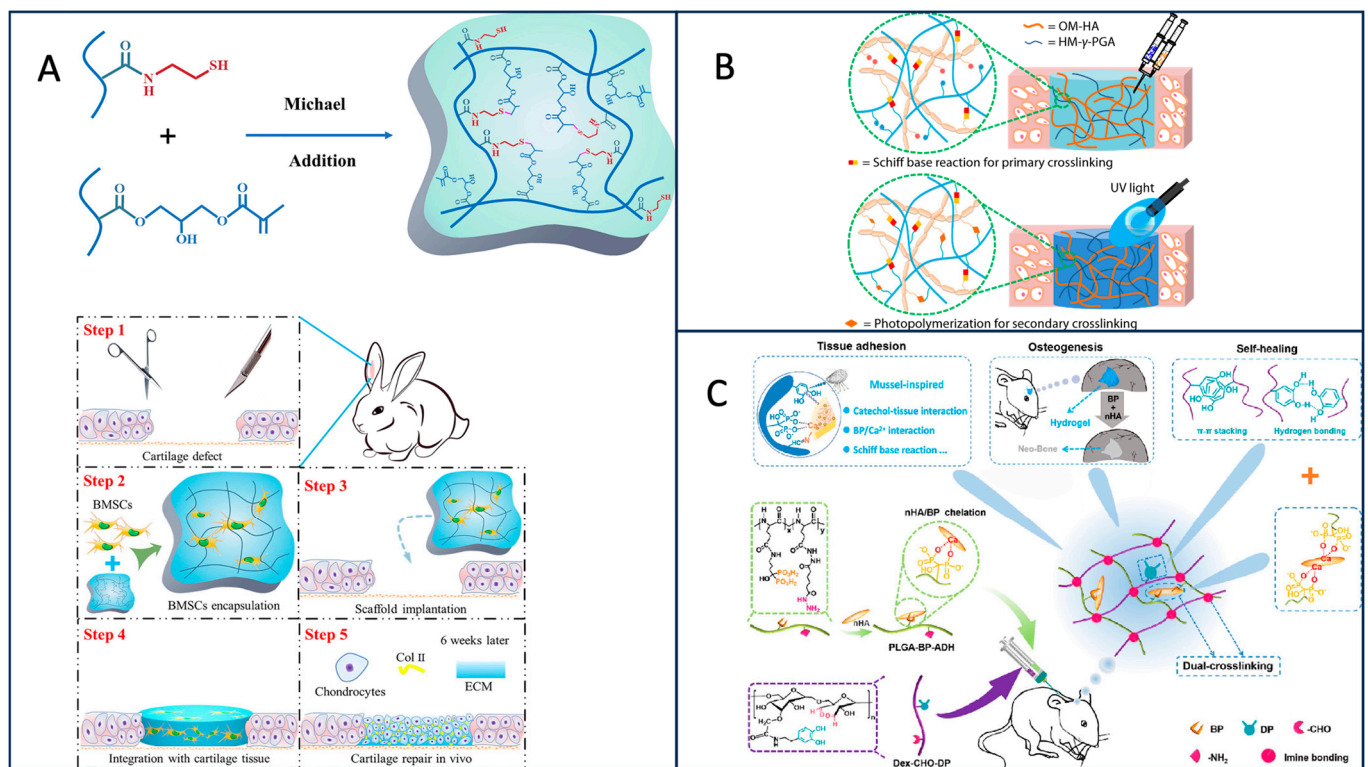 A
O
N
H
SH
+
Michael
Addition
O
O
OH
O
O
Step 1
Cartilage defect
Step 2
BMSCs
+
BMSCs encapsulation
Step 3
Scaffold implantation
Step 4
Integration with cartilage tissue
Step 5
6 weeks later
Chondrocytes
Col II
ECM
Cartilage repair in vivo
B
= OM-HA
= HM-γ-PGA
= Schiff base reaction for primary crosslinking
UV light
= Photopolymerization for secondary crosslinking
C
Tissue adhesion
Mussel-inspired
Catechol-tissue interaction
BP/Ca²⁺ interaction
Schiff base reaction ...
Osteogenesis
BP
+
nHA
Hydrogel
Neo-Bone
Self-healing
π-π stacking
Hydrogen bonding
+
nHA/BP chelation
nHA
PLGA-BP-ADH
Dex-CHO-DP
DP
Dual-crosslinking
BP
DP
-CHO
-NH₂
Imine bonding